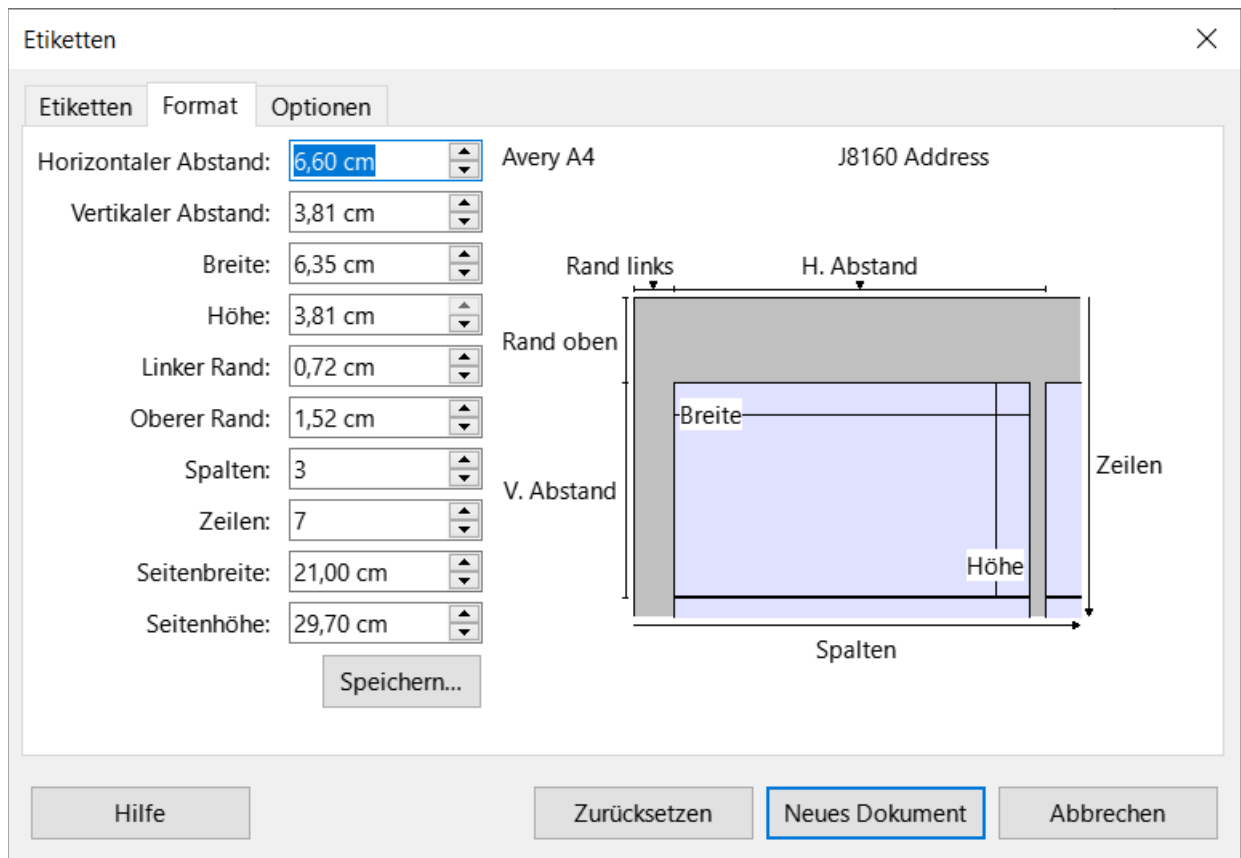 Etiketten
Etiketten Format Optionen
Horizontaler Abstand: 6,60 cm
Vertikaler Abstand: 3,81 cm
Breite: 6,35 cm
Höhe: 3,81 cm
Linker Rand: 0,72 cm
Oberer Rand: 1,52 cm
Spalten: 3
Zeilen: 7
Seitenbreite: 21,00 cm
Seitenhöhe: 29,70 cm
Speichern...
Avery A4 J8160 Address
Rand links H. Abstand
Rand oben
Breite
V. Abstand
Zeilen
Höhe
Spalten
Hilfe Zurücksetzen Neues Dokument Abbrechen